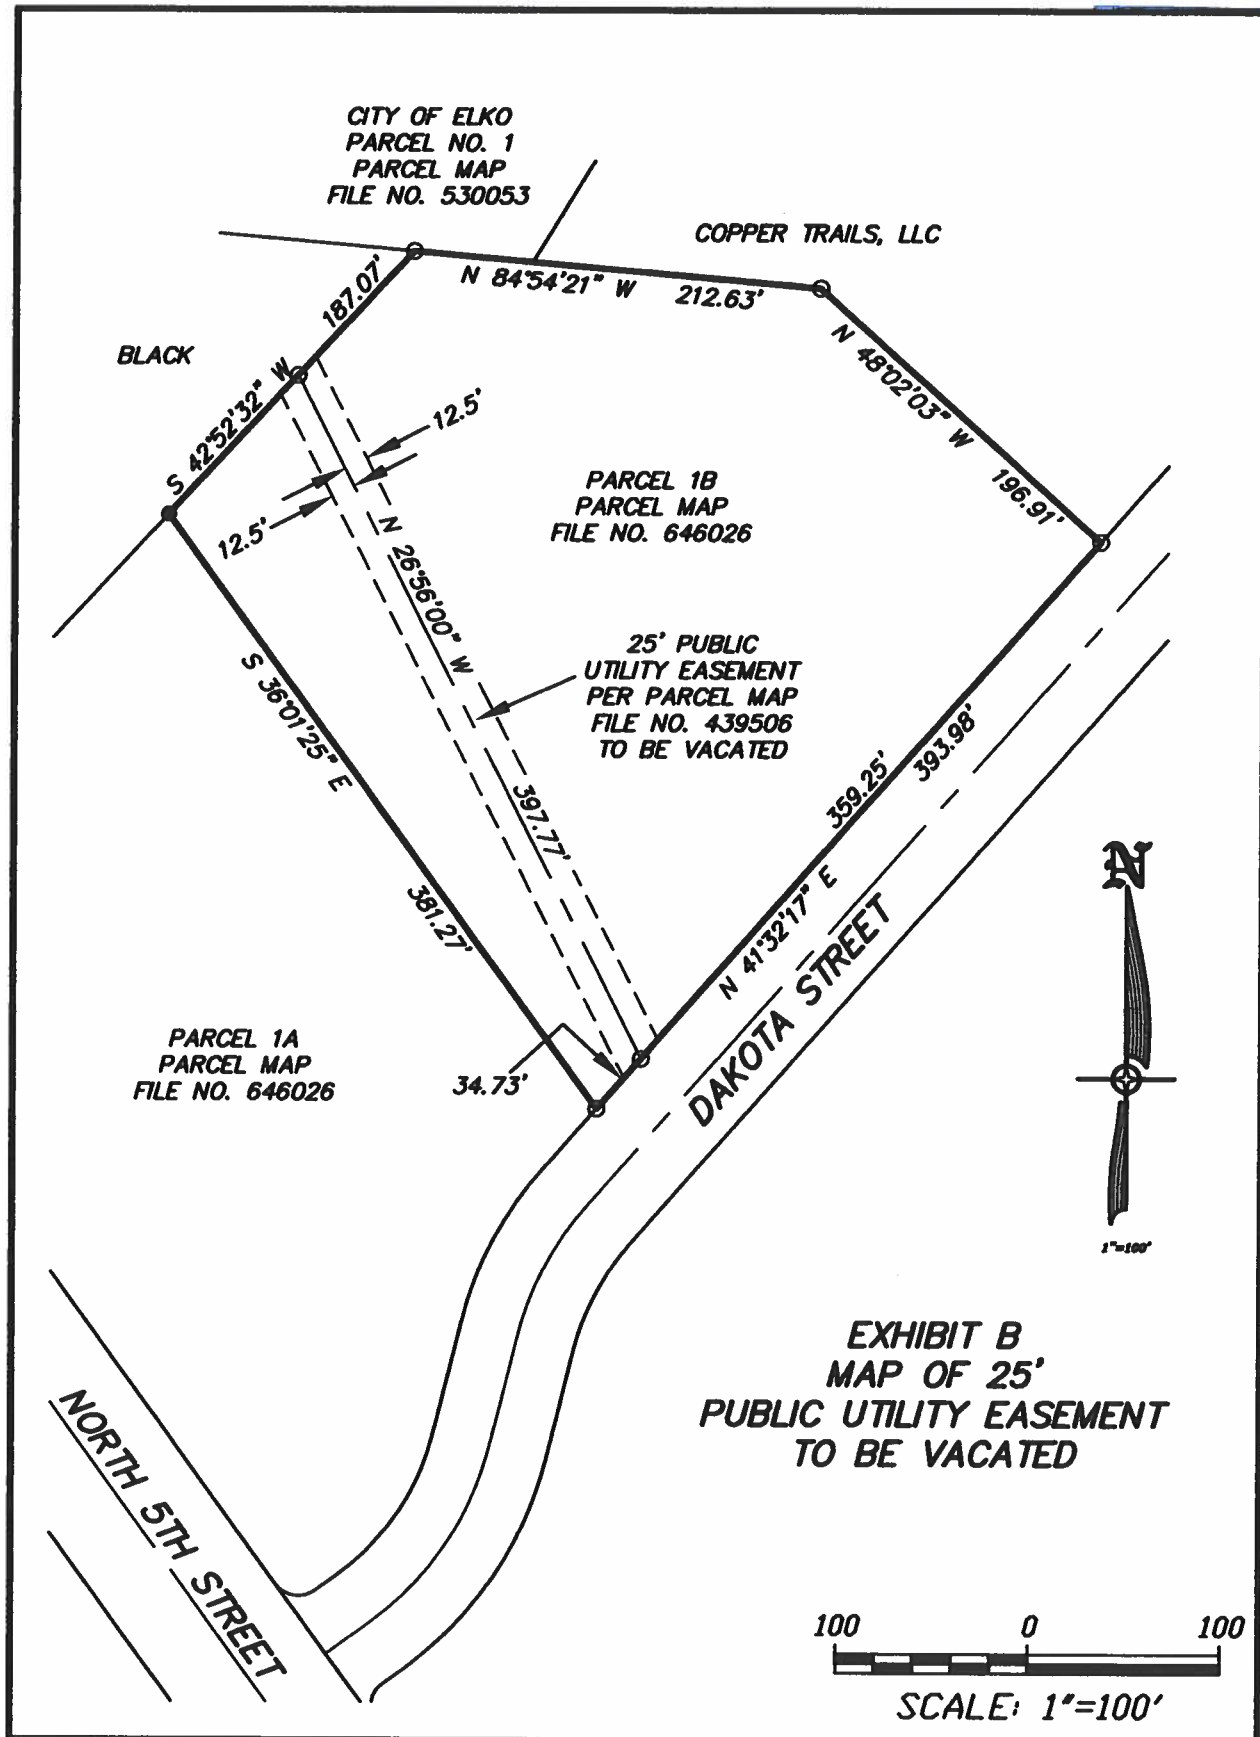 CITY OF ELKO
PARCEL NO. 1
PARCEL MAP
FILE NO. 530053
COPPER TRAILS, LLC
N 84°54'21" W 212.63'
187.07'
BLACK
S 42°52'32" W
N 48°02'03" W 196.91'
12.5'
12.5'
PARCEL 1B
PARCEL MAP
FILE NO. 646026
N 26°56'00" W 397.77'
25' PUBLIC
UTILITY EASEMENT
PER PARCEL MAP
FILE NO. 439506
TO BE VACATED
S 36°01'25" E 381.27'
359.25'
393.98'
N 41°32'17" E
DAKOTA STREET
N
PARCEL 1A
PARCEL MAP
FILE NO. 646026
34.73'
1"=100'
EXHIBIT B
MAP OF 25'
PUBLIC UTILITY EASEMENT
TO BE VACATED
NORTH 5TH STREET
100 0 100
SCALE: 1"=100'